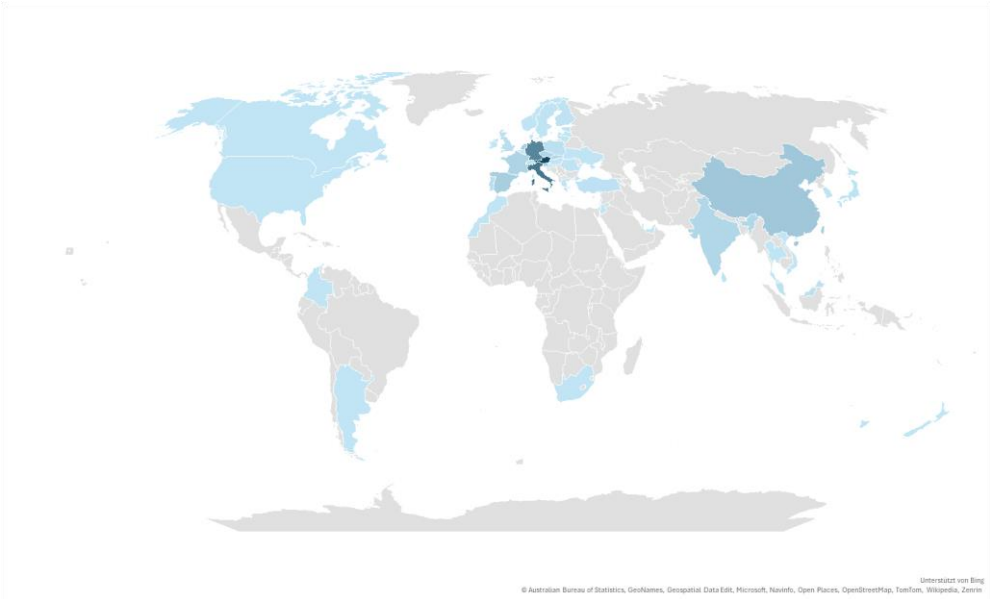 Unterstützt von Bing
© Australian Bureau of Statistics, GeoNames, Geospatial Data Edit, Microsoft, Navinfo, Open Places, OpenStreetMap, TomTom, Wikipedia, Zenrin